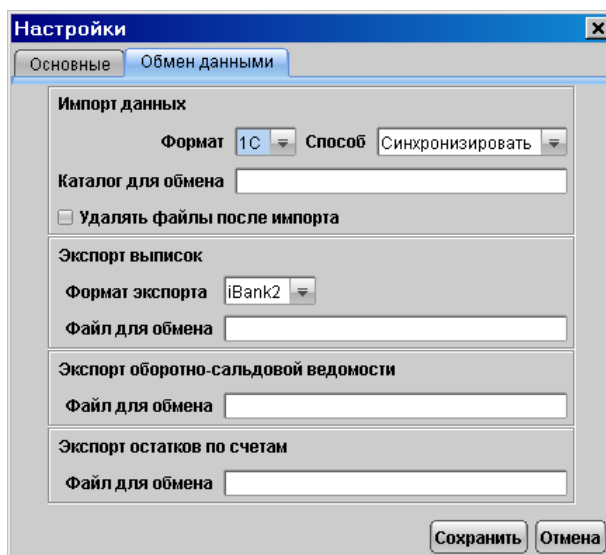 Настройки
Основные Обмен данными
Импорт данных
Формат 1С Способ Синхронизировать
Каталог для обмена
Удалять файлы после импорта
Экспорт выписок
Формат экспорта iBank2
Файл для обмена
Экспорт оборотно-сальдовой ведомости
Файл для обмена
Экспорт остатков по счетам
Файл для обмена
Сохранить Отмена